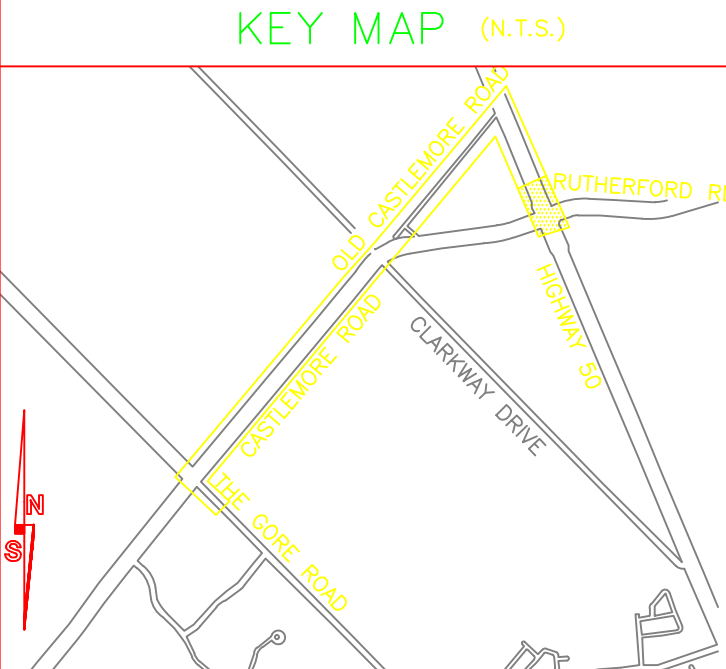 KEY MAP (N.T.S.)
OLD CASTLEMORE ROAD
RUTHERFORD R
HIGHWAY 50
CASTLEMORE ROAD
CLARKWAY DRIVE
THE GORE ROAD
N
S